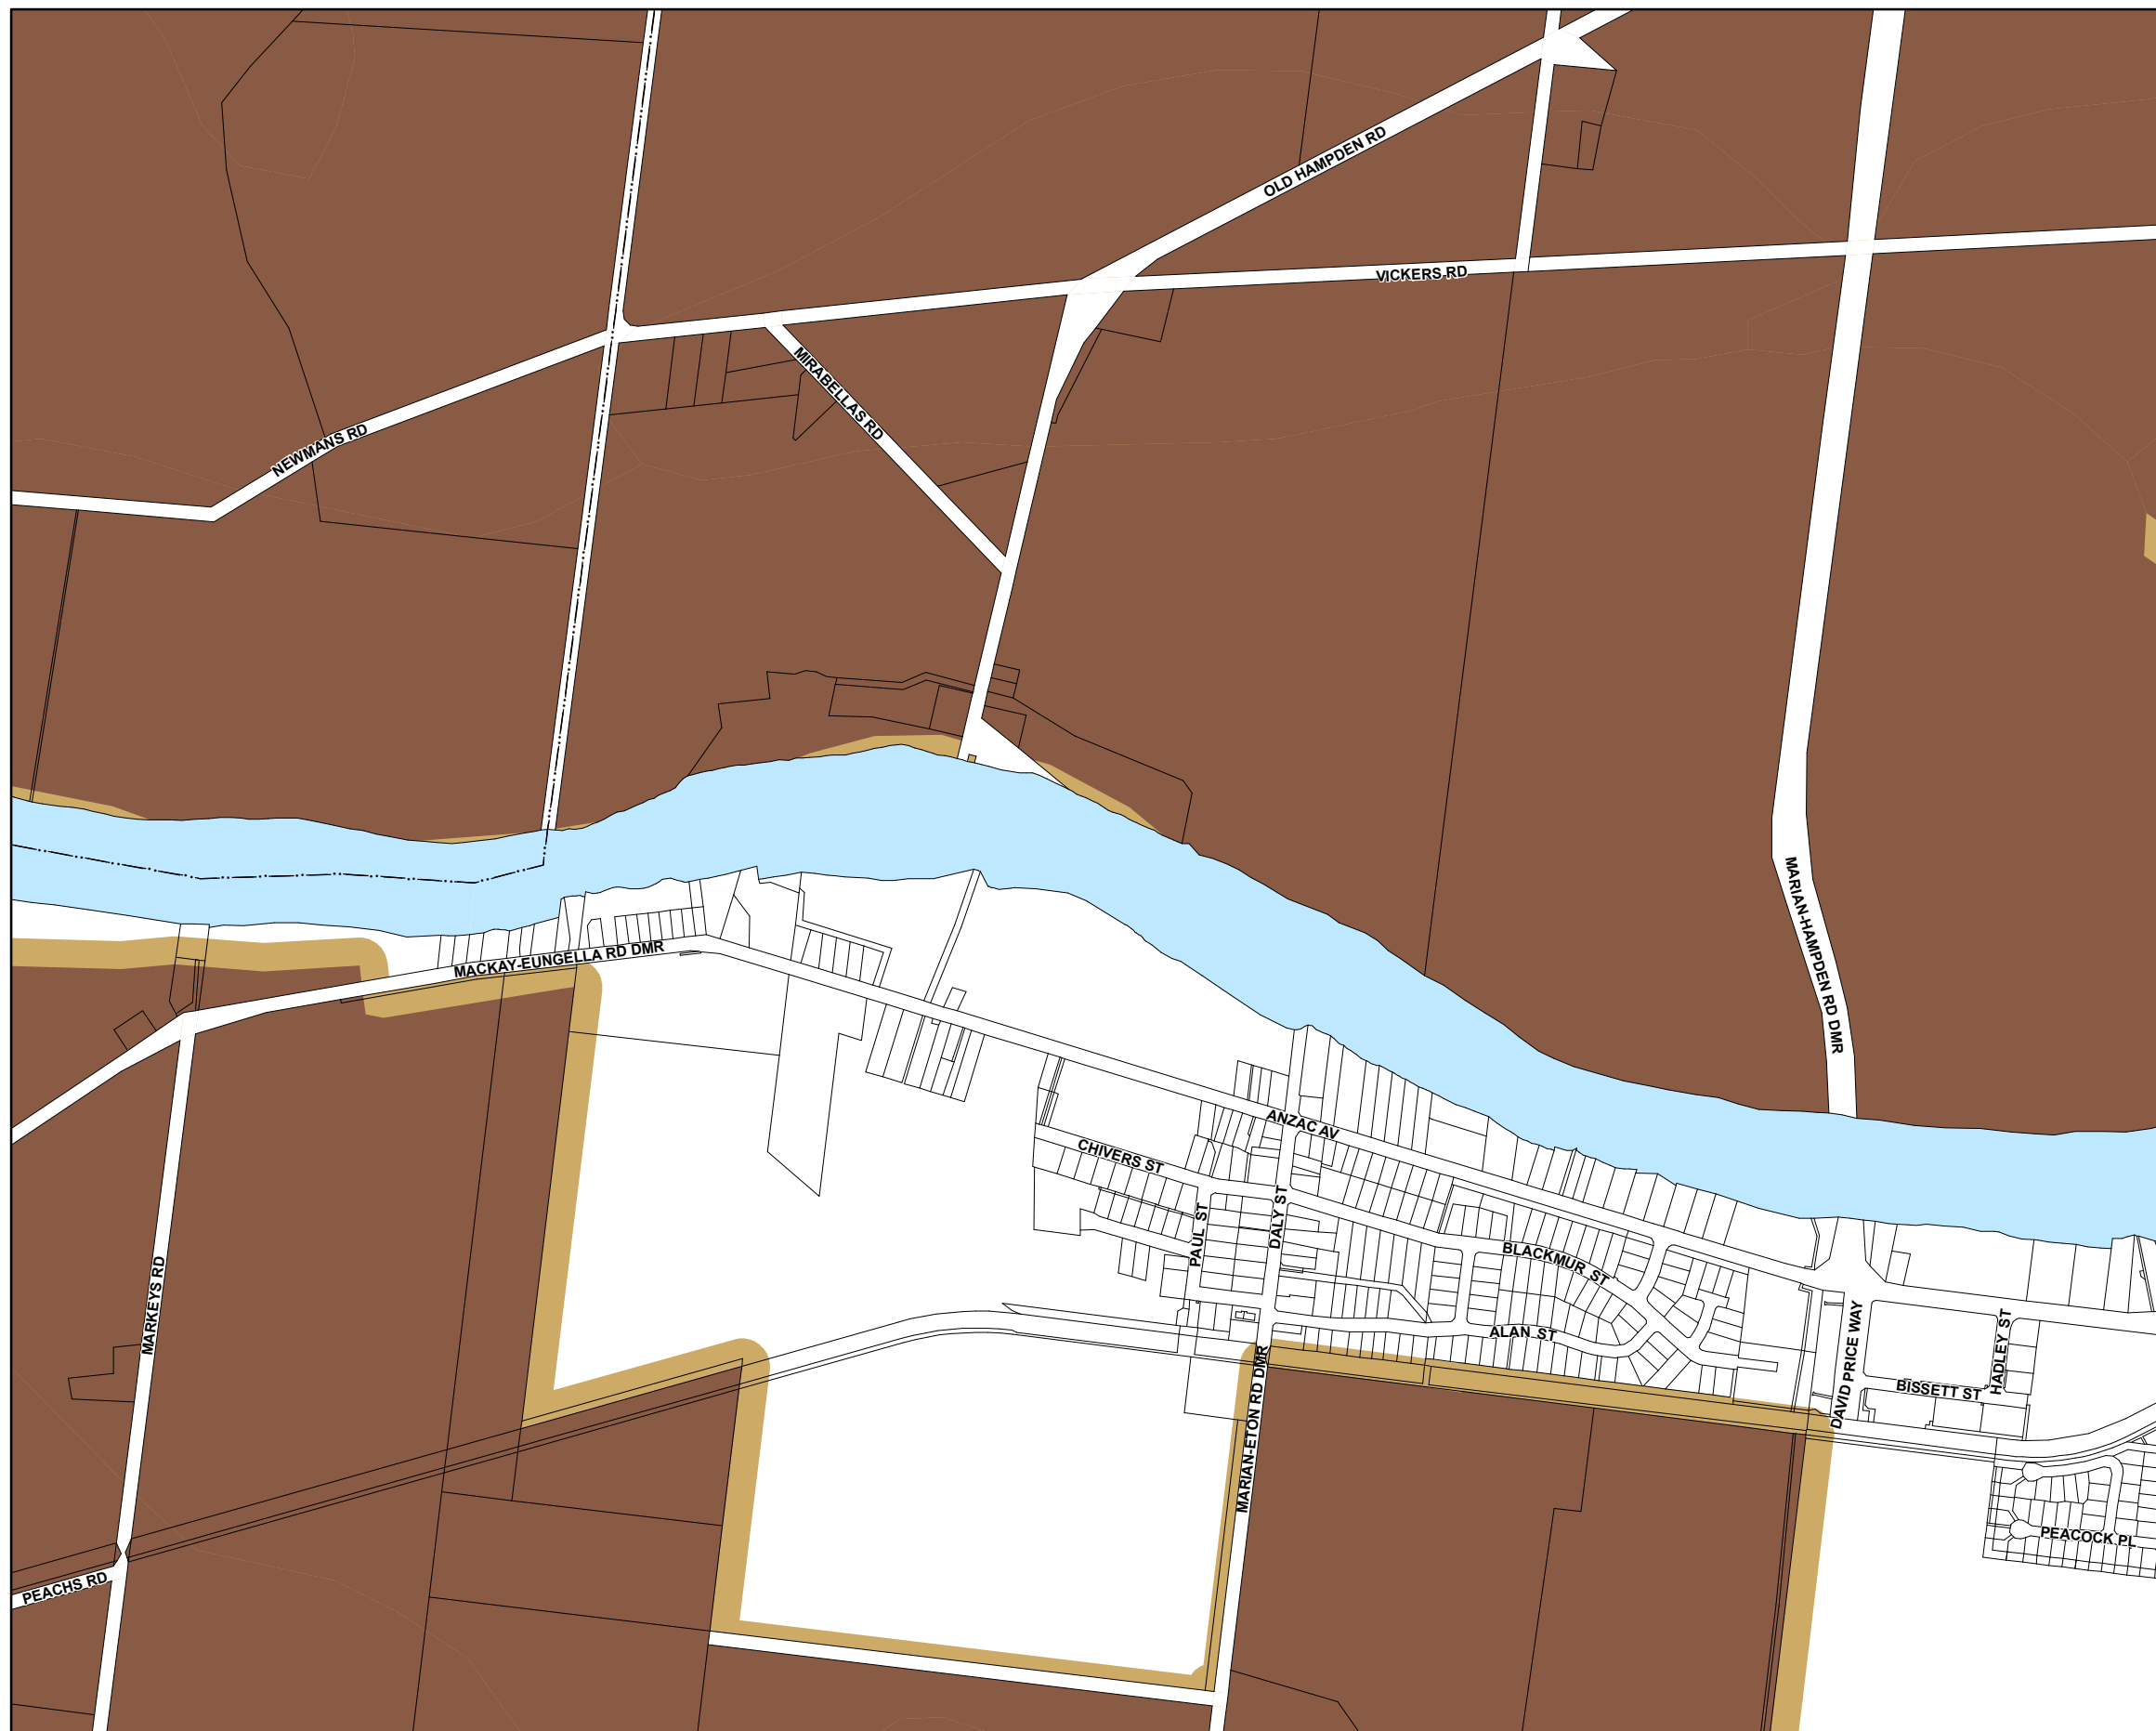 OLD HAMPDEN RD
VICKERS RD
MIRABELLAS RD
NEWMANS RD
MARIAN-HAMPDEN RD DMR
MACKAY-EUNGELLA RD DMR
ANZAC AV
CHIVERS ST
PAUL ST
DALY ST
BLACKMUR ST
MARKEYS RD
ALAN ST
DAVID PRICE WAY
HADLEY ST
BISSETT ST
MARIAN-ETON RD DMR
PEACOCK PL
PEACHS RD